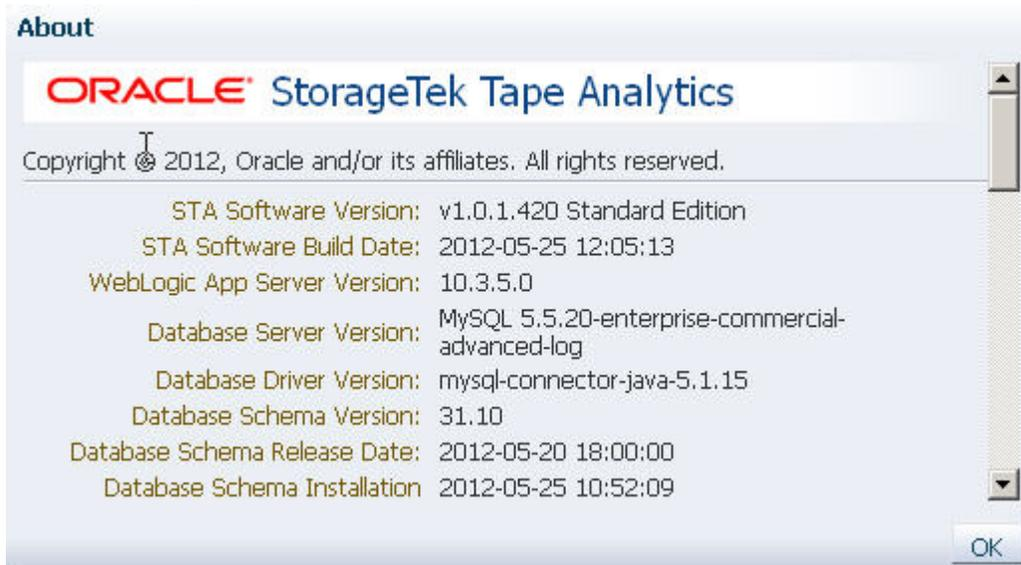 About
ORACLE StorageTek Tape Analytics
Copyright © 2012, Oracle and/or its affiliates. All rights reserved.
STA Software Version: v1.0.1.420 Standard Edition
STA Software Build Date: 2012-05-25 12:05:13
WebLogic App Server Version: 10.3.5.0
Database Server Version: MySQL 5.5.20-enterprise-commercial-
advanced-log
Database Driver Version: mysql-connector-java-5.1.15
Database Schema Version: 31.10
Database Schema Release Date: 2012-05-20 18:00:00
Database Schema Installation 2012-05-25 10:52:09
OK